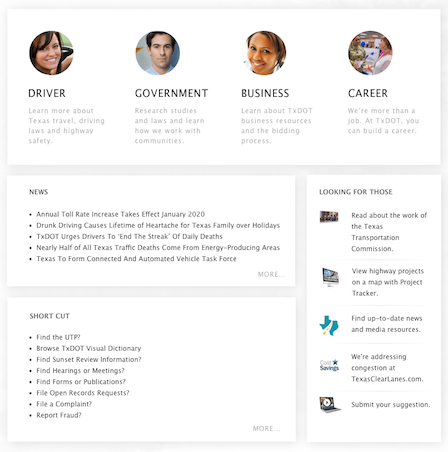 DRIVER
Learn more about
Texas travel, driving
laws and highway
safety.
GOVERNMENT
Research studies
and laws and learn
how we work with
communities.
BUSINESS
Learn about TxDOT
business resources
and the bidding
process.
CAREER
We're more than a
job. At TxDOT, you
can build a career.
NEWS
• Annual Toll Rate Increase Takes Effect January 2020
• Drunk Driving Causes Lifetime of Heartache for Texas Family over Holidays
• TxDOT Urges Drivers To 'End The Streak' Of Daily Deaths
• Nearly Half of All Texas Traffic Deaths Come From Energy-Producing Areas
• Texas To Form Connected And Automated Vehicle Task Force
MORE...
SHORT CUT
• Find the UTP?
• Browse TxDOT Visual Dictionary
• Find Sunset Review Information?
• Find Hearings or Meetings?
• Find Forms or Publications?
• File Open Records Requests?
• File a Complaint?
• Report Fraud?
MORE...
LOOKING FOR THOSE
Read about the work of
the Texas
Transportation
Commission.
View highway projects
on a map with Project
Tracker.
Find up-to-date news
and media resources.
Cost
Savings
We're addressing
congestion at
TexasClearLanes.com.
Submit your suggestion.